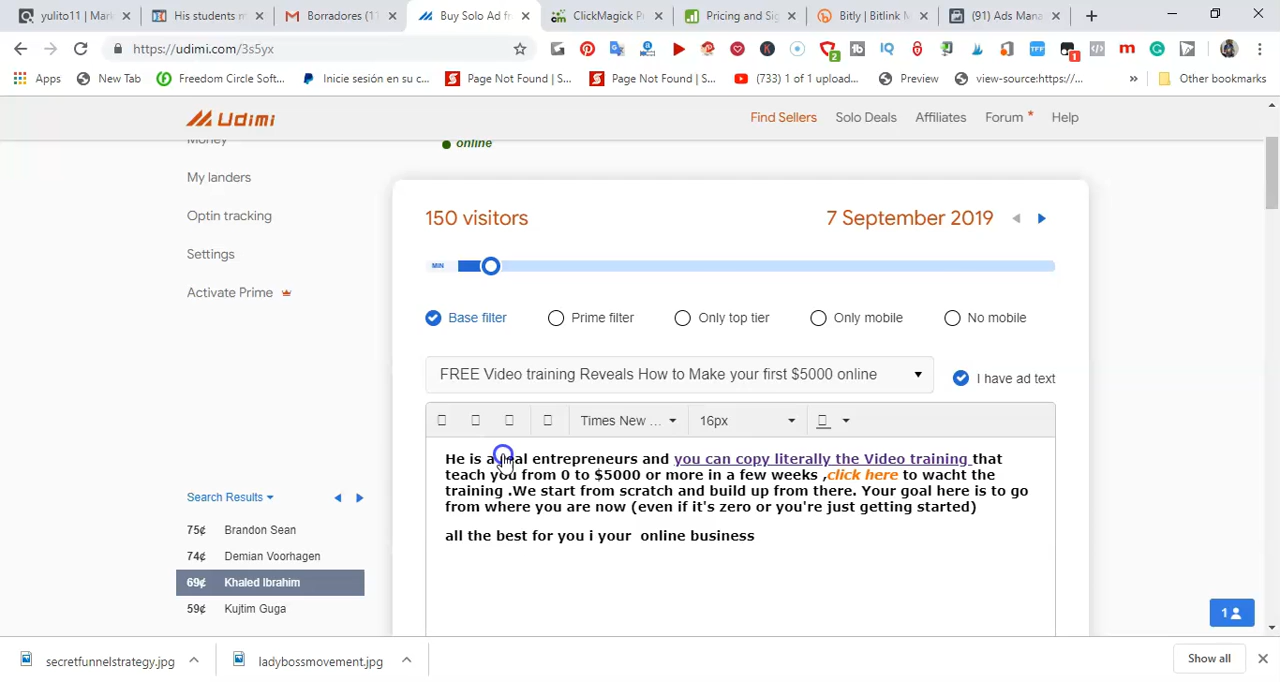 yulito11 | Mark
His students m
Borradores (17
Buy Solo Ad fr
ClickMagick P
Pricing and Sig
Bitly | Bitlink M
(91) Ads Mana
https://udimi.com/3s5yx
Apps
New Tab
Freedom Circle Soft...
Inicie sesión en su c...
Page Not Found | S...
Page Not Found | S...
(733) 1 of 1 upload...
Preview
view-source:https://...
»
Other bookmarks
Udimi
Find Sellers
Solo Deals
Affiliates
Forum *
Help
Money
My landers
Optin tracking
Settings
Activate Prime
online
150 visitors
7 September 2019
MIN
Base filter
Prime filter
Only top tier
Only mobile
No mobile
FREE Video training Reveals How to Make your first $5000 online
I have ad text
Times New ...
16px
He is a real entrepreneurs and you can copy literally the Video training that
teach you from 0 to $5000 or more in a few weeks ,click here to wacht the
training .We start from scratch and build up from there. Your goal here is to go
from where you are now (even if it's zero or you're just getting started)
all the best for you i your online business
Search Results
75¢ Brandon Sean
74¢ Demian Voorhagen
69¢ Khaled Ibrahim
59¢ Kujtim Guga
1
secretfunnelstrategy.jpg
ladybossmovement.jpg
Show all